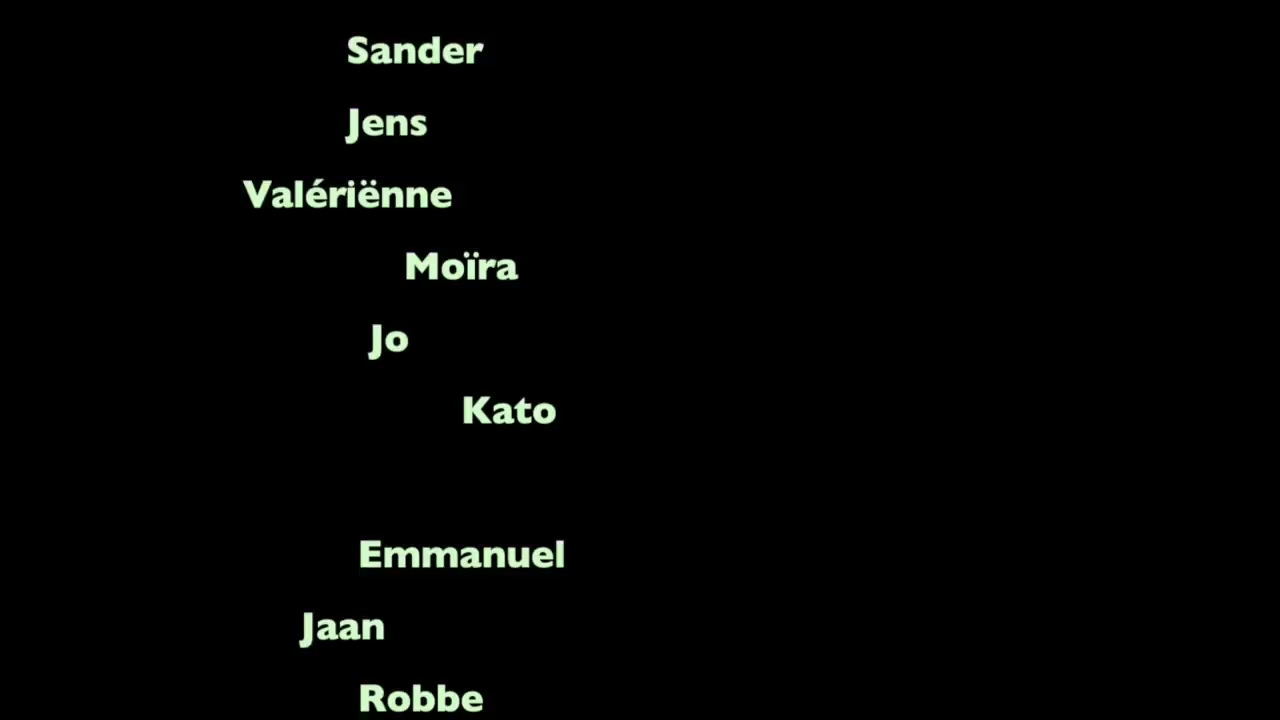 Sander
Jens
Valériënne
Moïra
Jo
Kato
Emmanuel
Jaan
Robbe